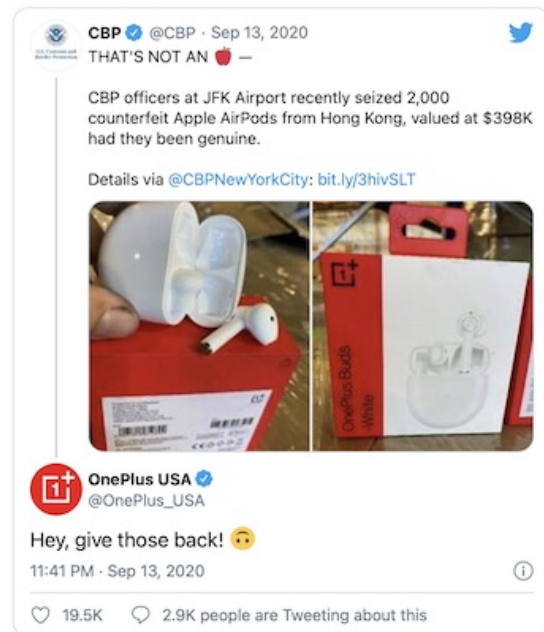 CBP @CBP · Sep 13, 2020
THAT'S NOT AN 🍎 —
CBP officers at JFK Airport recently seized 2,000
counterfeit Apple AirPods from Hong Kong, valued at $398K
had they been genuine.
Details via @CBPNewYorkCity: bit.ly/3hivSLT
OnePlus Buds
-White
OnePlus USA
@OnePlus_USA
Hey, give those back! 🙃
11:41 PM · Sep 13, 2020
19.5K 2.9K people are Tweeting about this